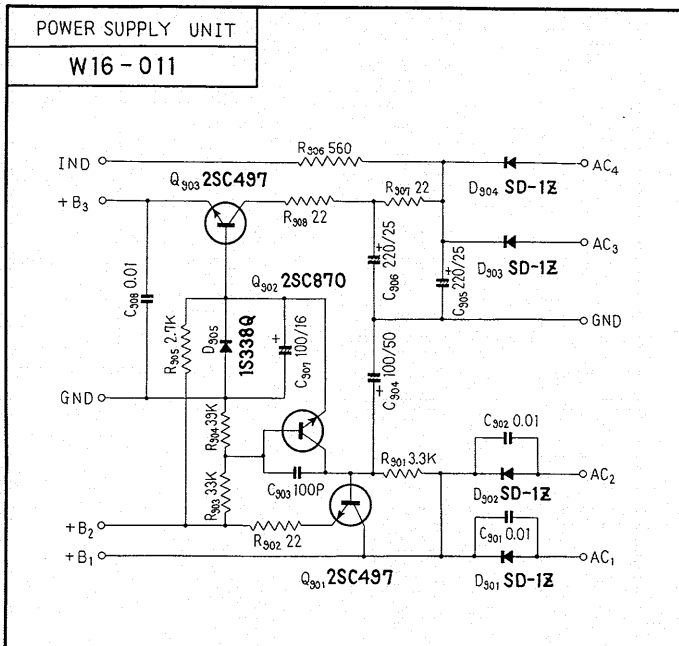 POWER SUPPLY UNIT
W16-011
IND
R906 560
AC4
D904 SD-1Z
Q903 2SC497
+B3
R908 22
R907 22
AC3
D903 SD-1Z
C908 0.01
Q902 2SC870
C906 220/25
C905 220/25
GND
R905 2.7K
D905 1S338Q
C907 100/16
C904 100/50
GND
R904 39K
C902 0.01
C903 100P
R901 3.3K
AC2
D902 SD-1Z
R903 33K
+B2
R902 22
C901 0.01
+B1
AC1
Q901 2SC497
D901 SD-1Z